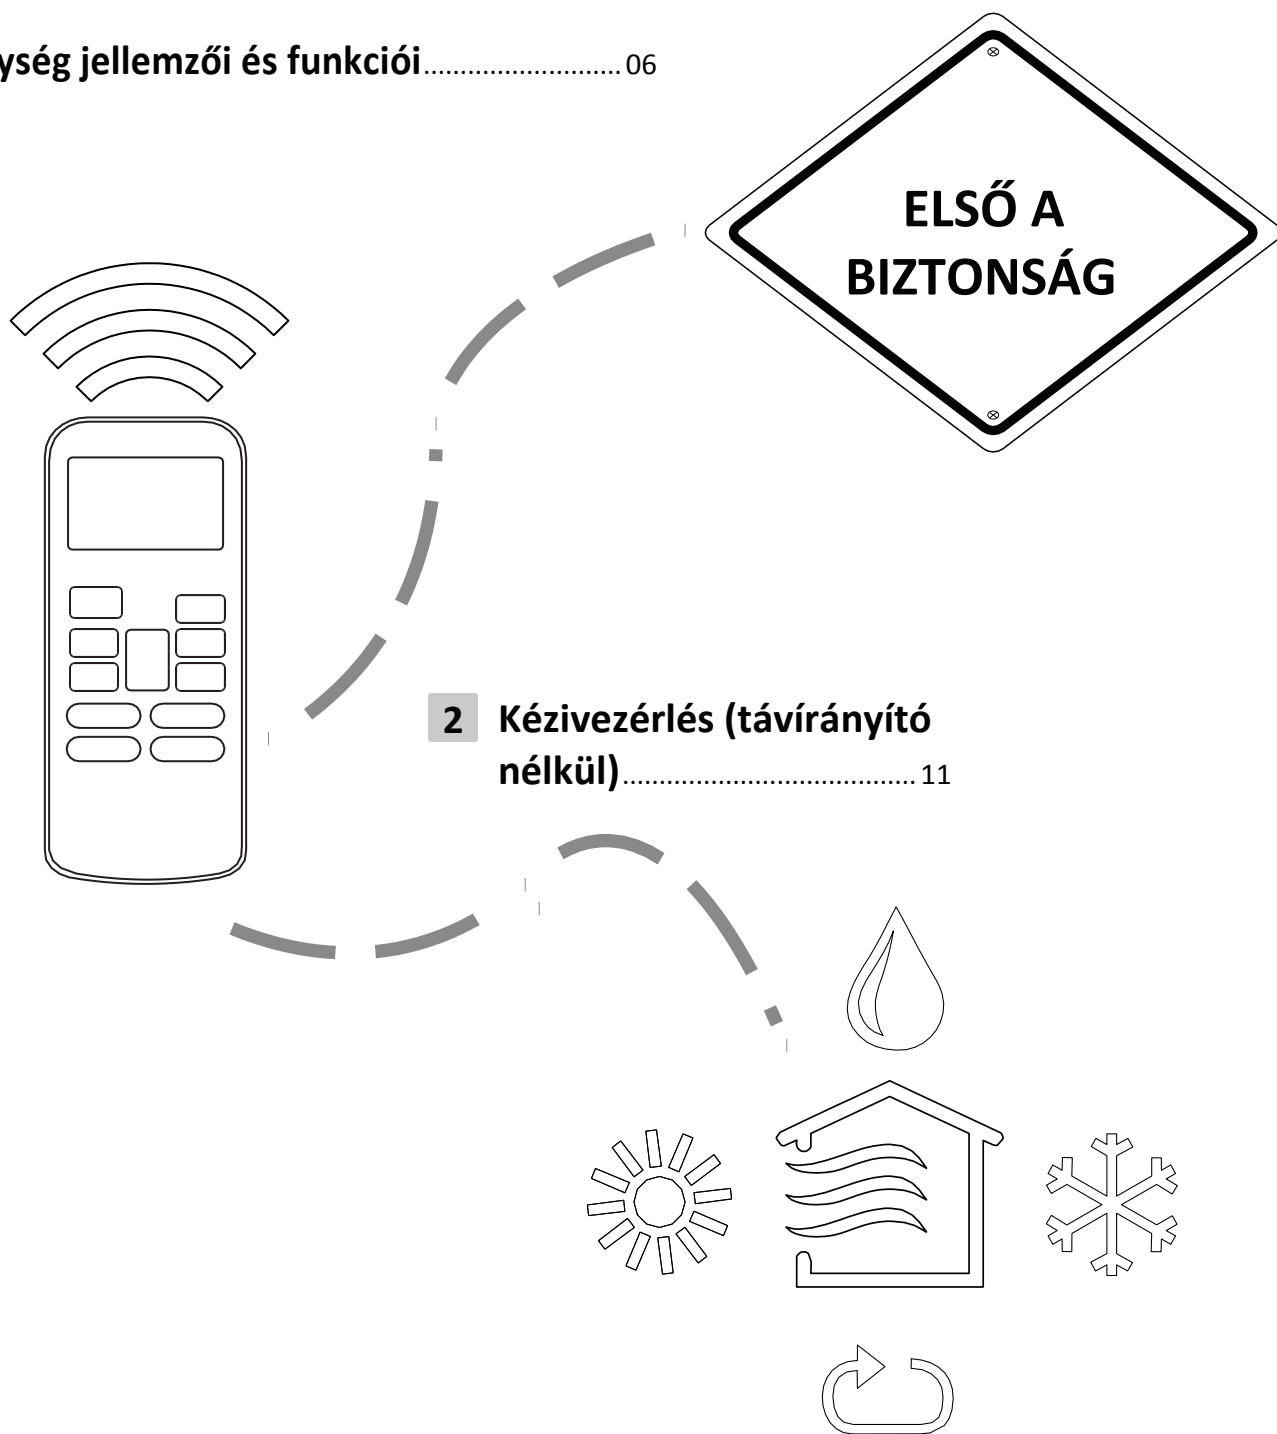 ység jellemzői és funkciói........................... 06
ELSŐ A
BIZTONSÁG
2 Kézivezérlés (távírányító
nélkül)..................................... 11